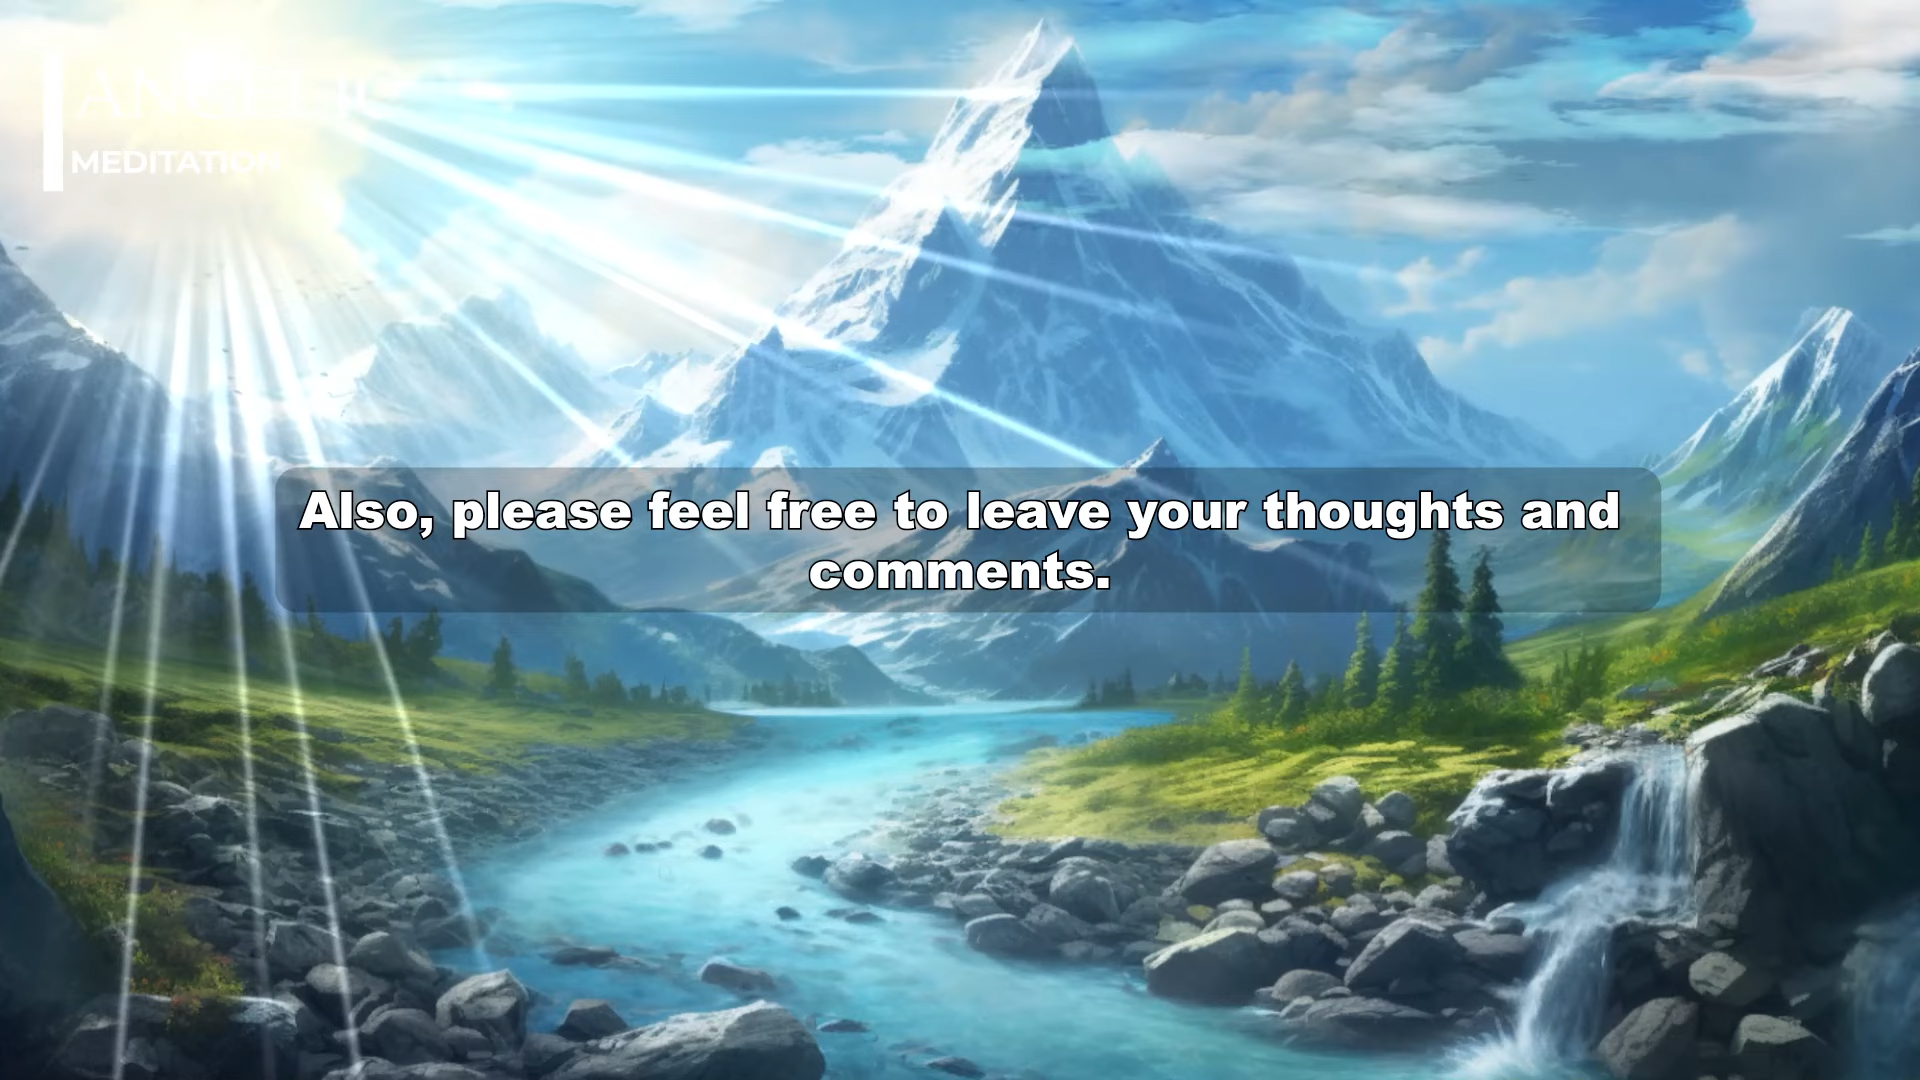 MEDITATION
Also, please feel free to leave your thoughts and
comments.